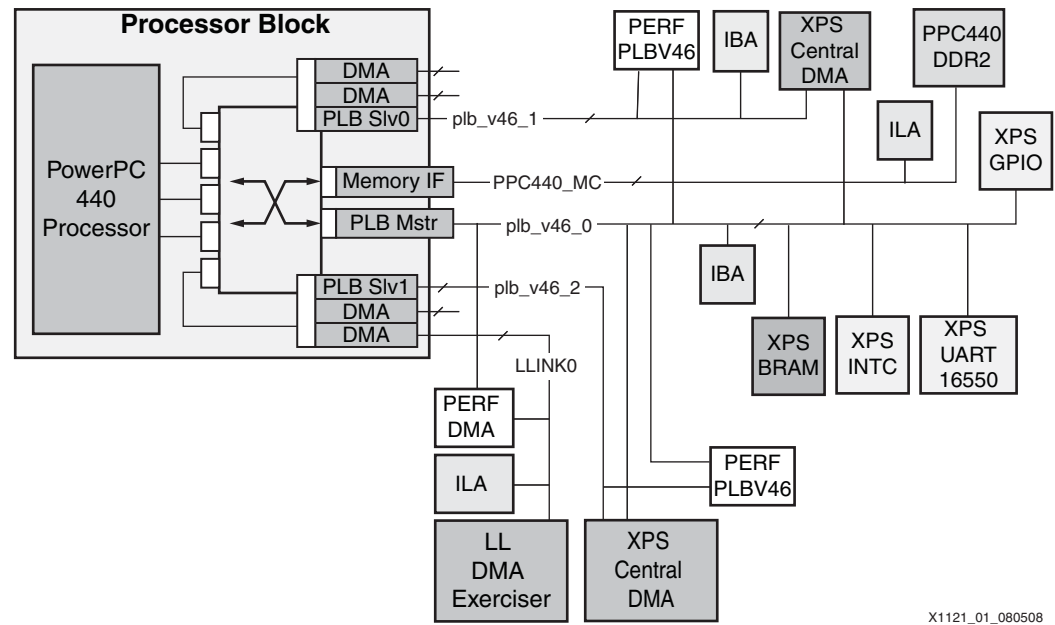 Processor Block
PowerPC
440
Processor
DMA
DMA
PLB Slv0
Memory IF
PLB Mstr
PLB Slv1
DMA
DMA
plb_v46_1
PPC440_MC
plb_v46_0
plb_v46_2
LLINK0
PERF
PLBV46
IBA
XPS
Central
DMA
PPC440
DDR2
ILA
XPS
GPIO
IBA
XPS
BRAM
XPS
INTC
XPS
UART
16550
PERF
DMA
ILA
LL
DMA
Exerciser
XPS
Central
DMA
PERF
PLBV46
X1121_01_080508